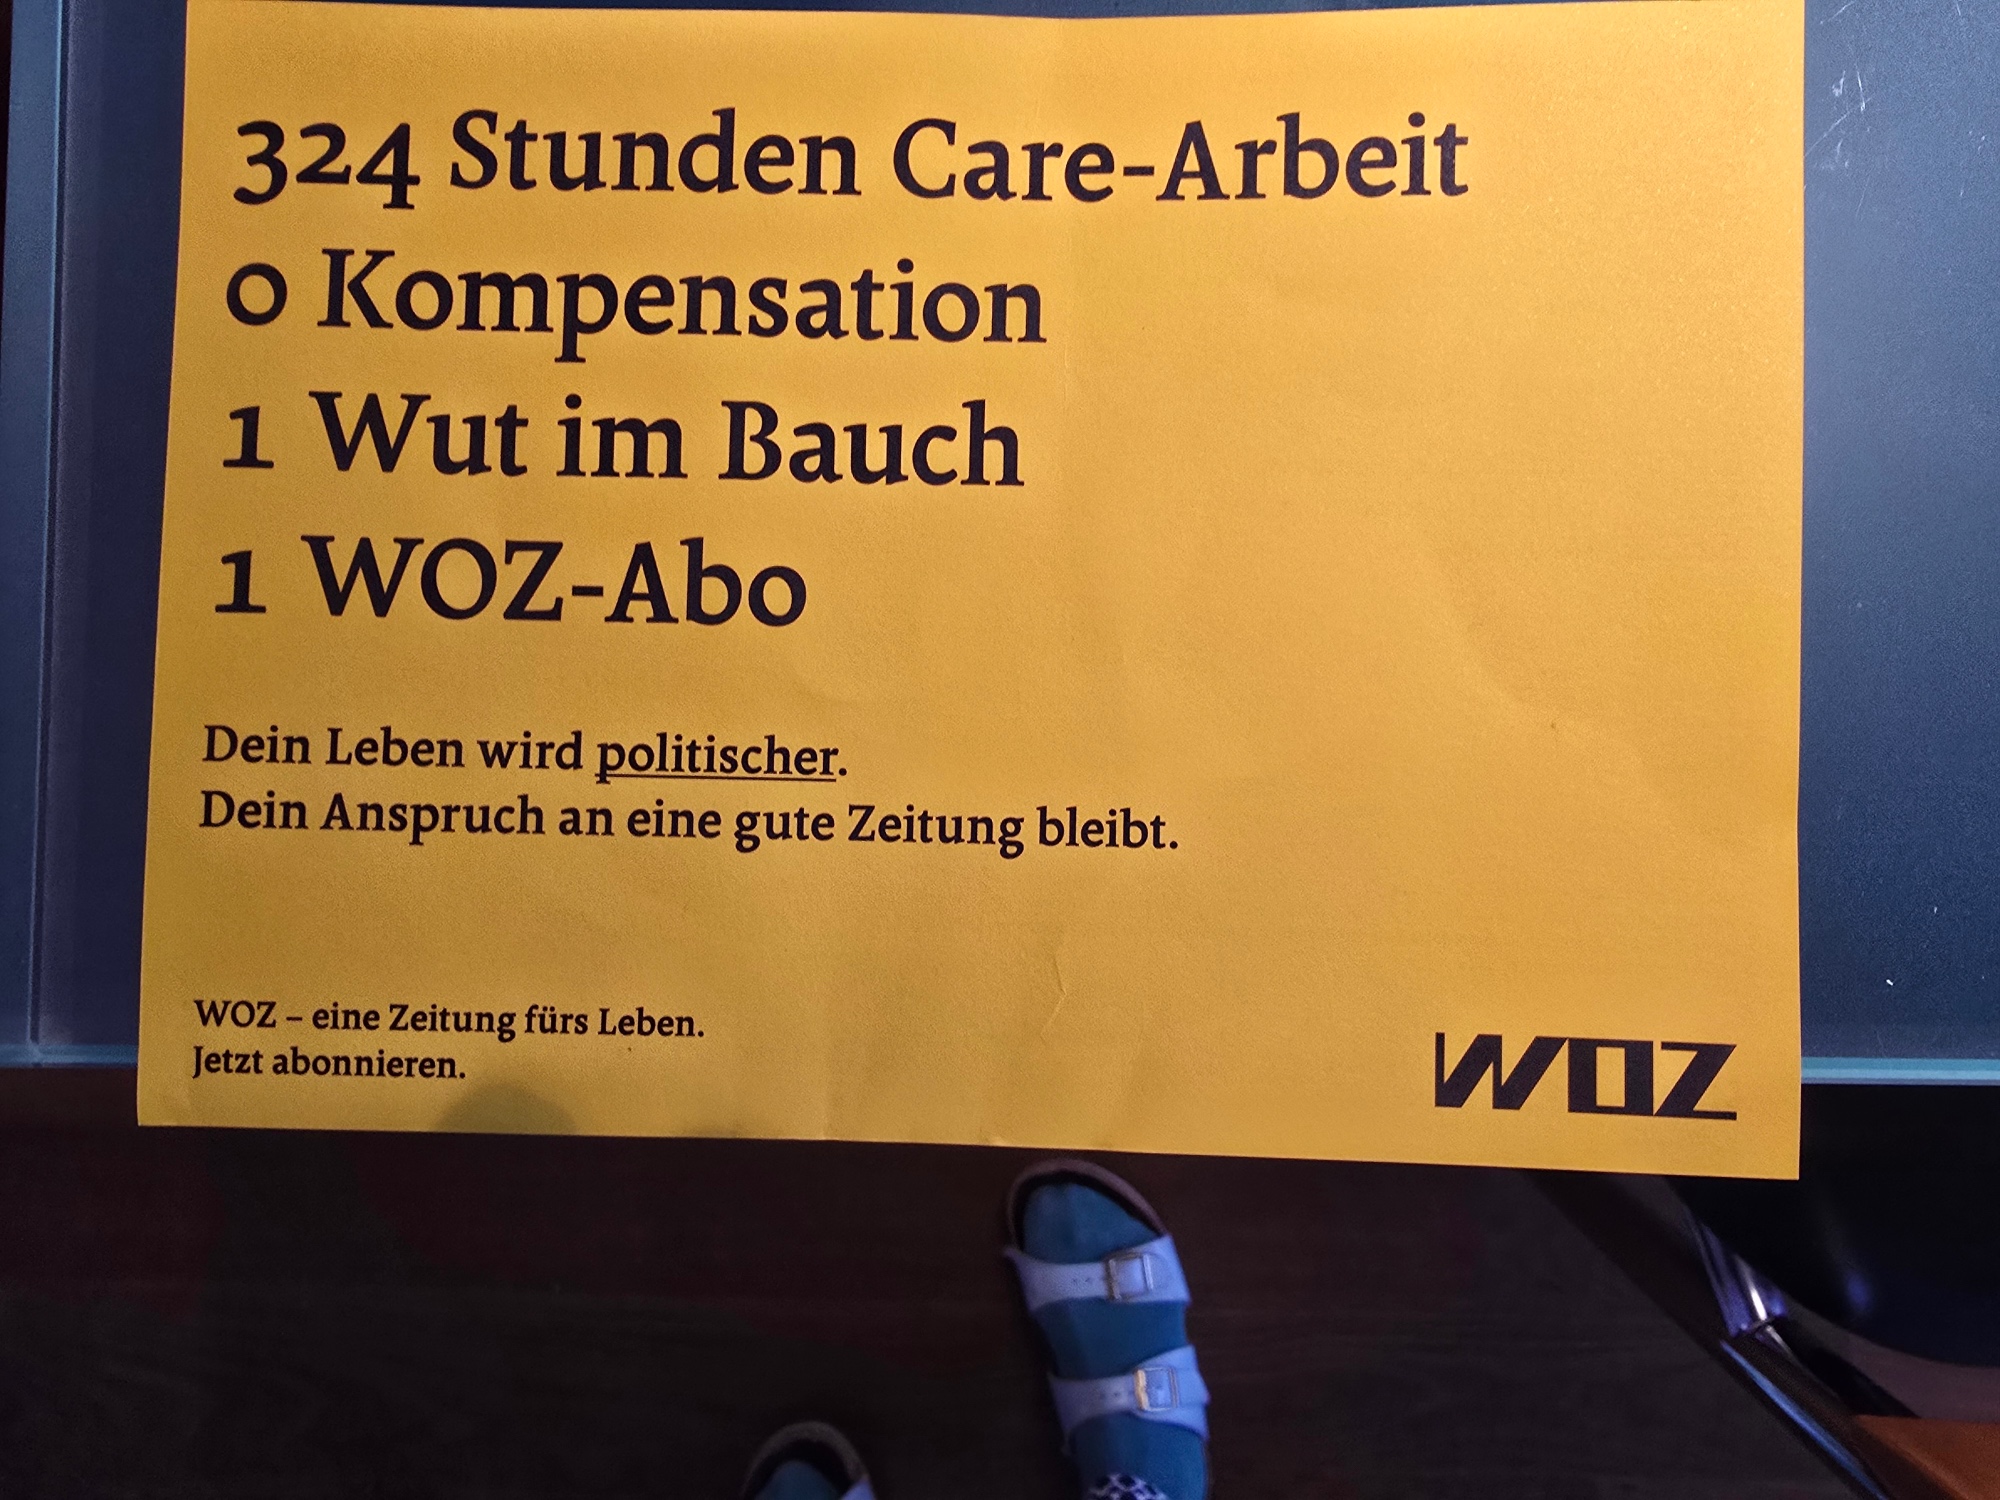 324 Stunden Care-Arbeit
0 Kompensation
1 Wut im Bauch
1 WOZ-Abo
Dein Leben wird politischer.
Dein Anspruch an eine gute Zeitung bleibt.
WOZ – eine Zeitung fürs Leben.
Jetzt abonnieren.
WOZ